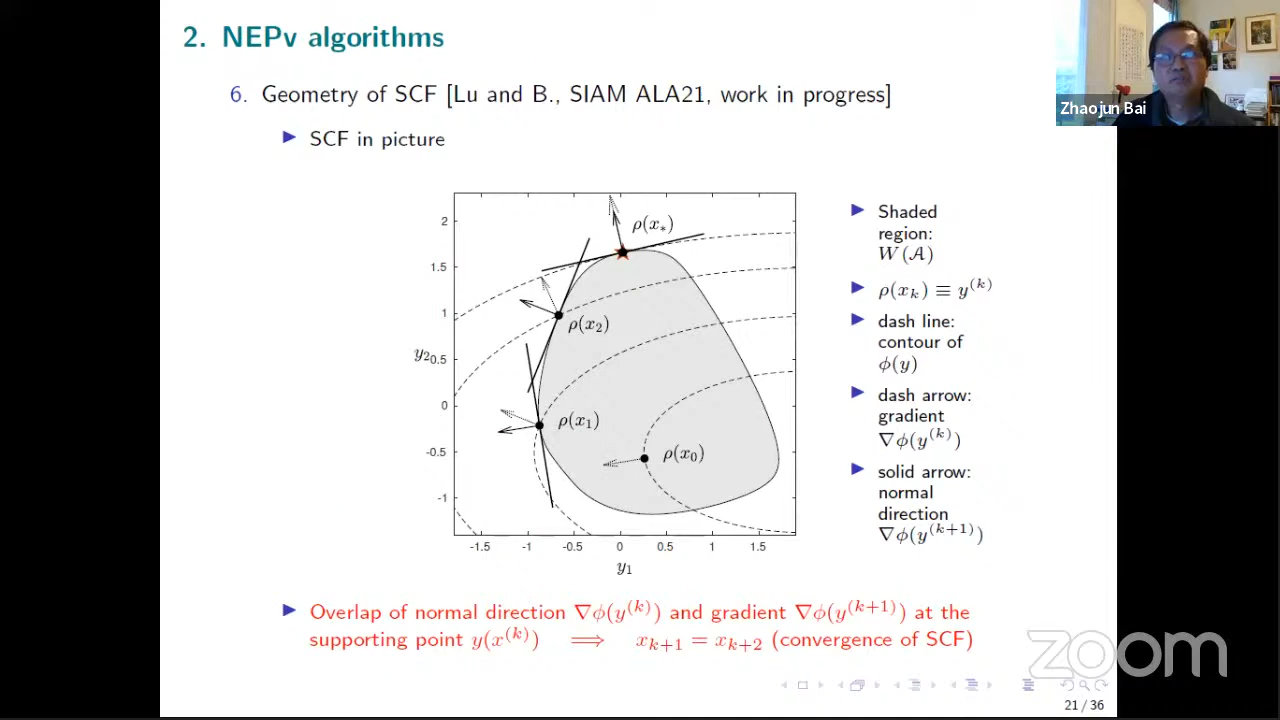 2. NEPv algorithms
6. Geometry of SCF [Lu and B., SIAM ALA21, work in progress]
▶ SCF in picture
2
1.5
1
0.5
0
-0.5
-1
y₂
-1.5 -1 -0.5 0 0.5 1 1.5
y₁
ρ(x_*)
ρ(x₂)
ρ(x₁)
ρ(x₀)
▶ Shaded
region:
W(𝒜)
▶ ρ(x_k) ≡ y^(k)
▶ dash line:
contour of
ϕ(y)
▶ dash arrow:
gradient
∇ϕ(y^(k))
▶ solid arrow:
normal
direction
∇ϕ(y^(k+1))
▶ Overlap of normal direction ∇ϕ(y^(k)) and gradient ∇ϕ(y^(k+1)) at the
supporting point y(x^(k)) ⟹ x_{k+1} = x_{k+2} (convergence of SCF)
21 / 36
Zhaojun Bai
zoom